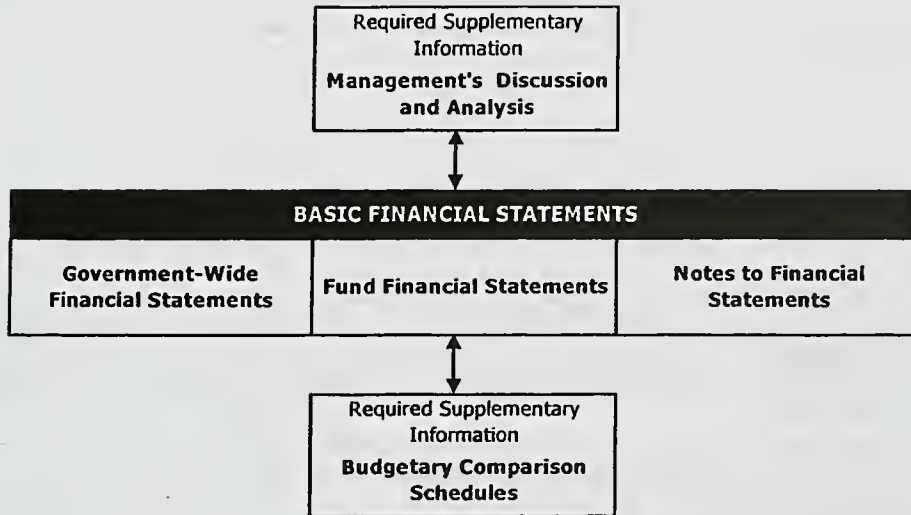 Required Supplementary
Information
Management's Discussion
and Analysis
BASIC FINANCIAL STATEMENTS
Government-Wide
Financial Statements
Fund Financial Statements
Notes to Financial
Statements
Required Supplementary
Information
Budgetary Comparison
Schedules